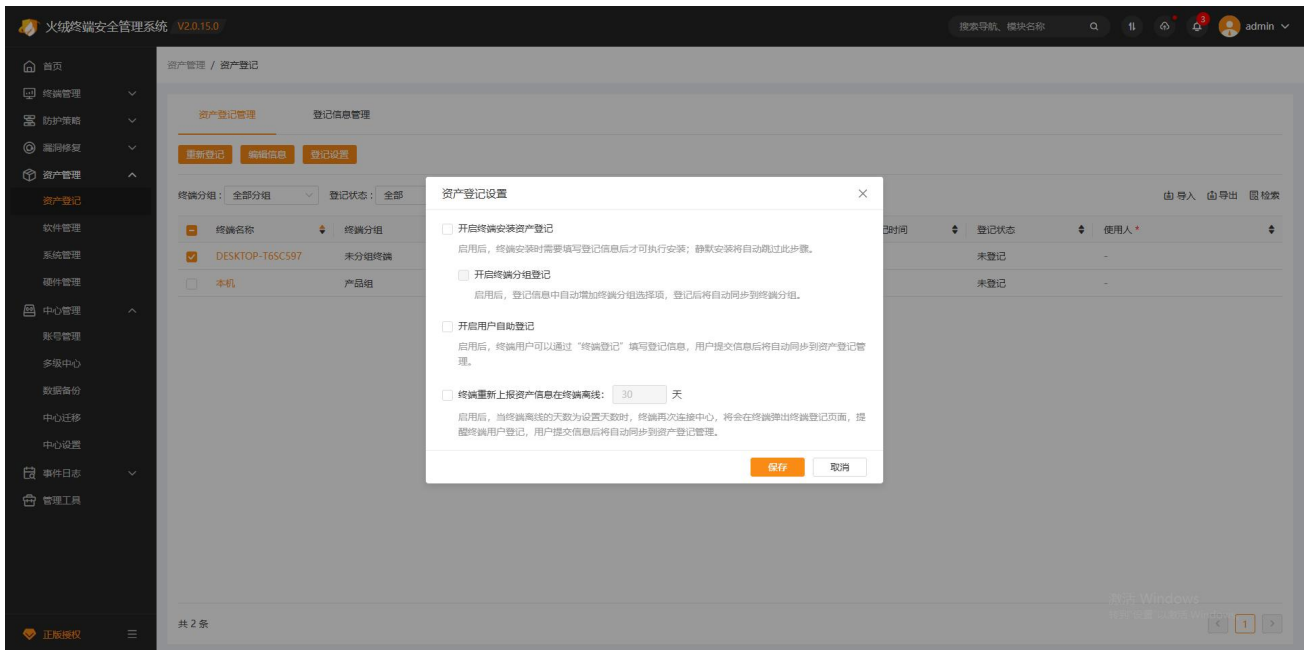 火绒终端安全管理系统 V2.0.15.0
搜索导航、模块名称
3
admin
首页
终端管理
防护策略
漏洞修复
资产管理
资产登记
软件管理
系统管理
硬件管理
中心管理
账号管理
多级中心
数据备份
中心迁移
中心设置
事件日志
管理工具
正版授权
资产管理 / 资产登记
资产登记管理 登记信息管理
重新登记 编辑信息 登记设置
终端分组： 全部分组 登记状态： 全部
导入 导出 检索
终端名称 终端分组 记时间 登记状态 使用人 *
DESKTOP-T6SC597 未分组终端 未登记 -
本机 产品组 未登记 -
资产登记设置
开启终端安装资产登记
启用后，终端安装时需要填写登记信息后才可执行安装；静默安装将自动跳过此步骤。
开启终端分组登记
启用后，登记信息中自动增加终端分组选择项，登记后将自动同步到终端分组。
开启用户自助登记
启用后，终端用户可以通过“终端登记”填写登记信息，用户提交信息后将自动同步到资产登记管
理。
终端重新上报资产信息在终端离线： 30 天
启用后，当终端离线的天数为设置天数时，终端再次连接中心，将会在终端弹出终端登记页面，提
醒终端用户登记，用户提交信息后将自动同步到资产登记管理。
保存 取消
激活 Windows
共 2 条
1